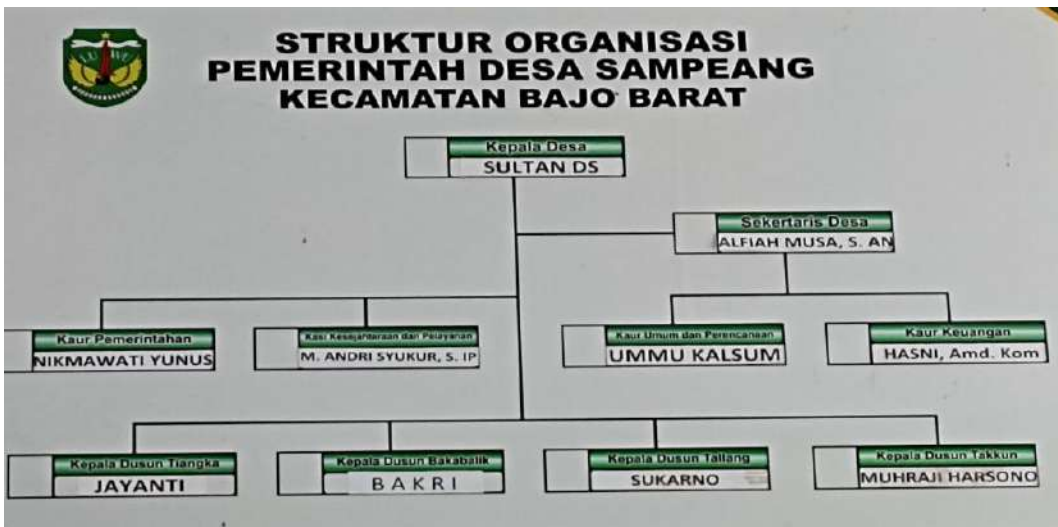 LUWU
STRUKTUR ORGANISASI
PEMERINTAH DESA SAMPEANG
KECAMATAN BAJO BARAT
Kepala Desa
SULTAN DS
Sekertaris Desa
ALFIAH MUSA, S. AN
Kaur Pemerintahan
NIKMAWATI YUNUS
Kasi Kesejahteraan dan Pelayanan
M. ANDRI SYUKUR, S. IP
Kaur Umum dan Perencanaan
UMMU KALSUM
Kaur Keuangan
HASNI, Amd. Kom
Kepala Dusun Tiangka
JAYANTI
Kepala Dusun Bakabalik
BAKRI
Kepala Dusun Tallang
SUKARNO
Kepala Dusun Takkun
MUHRAJI HARSONO